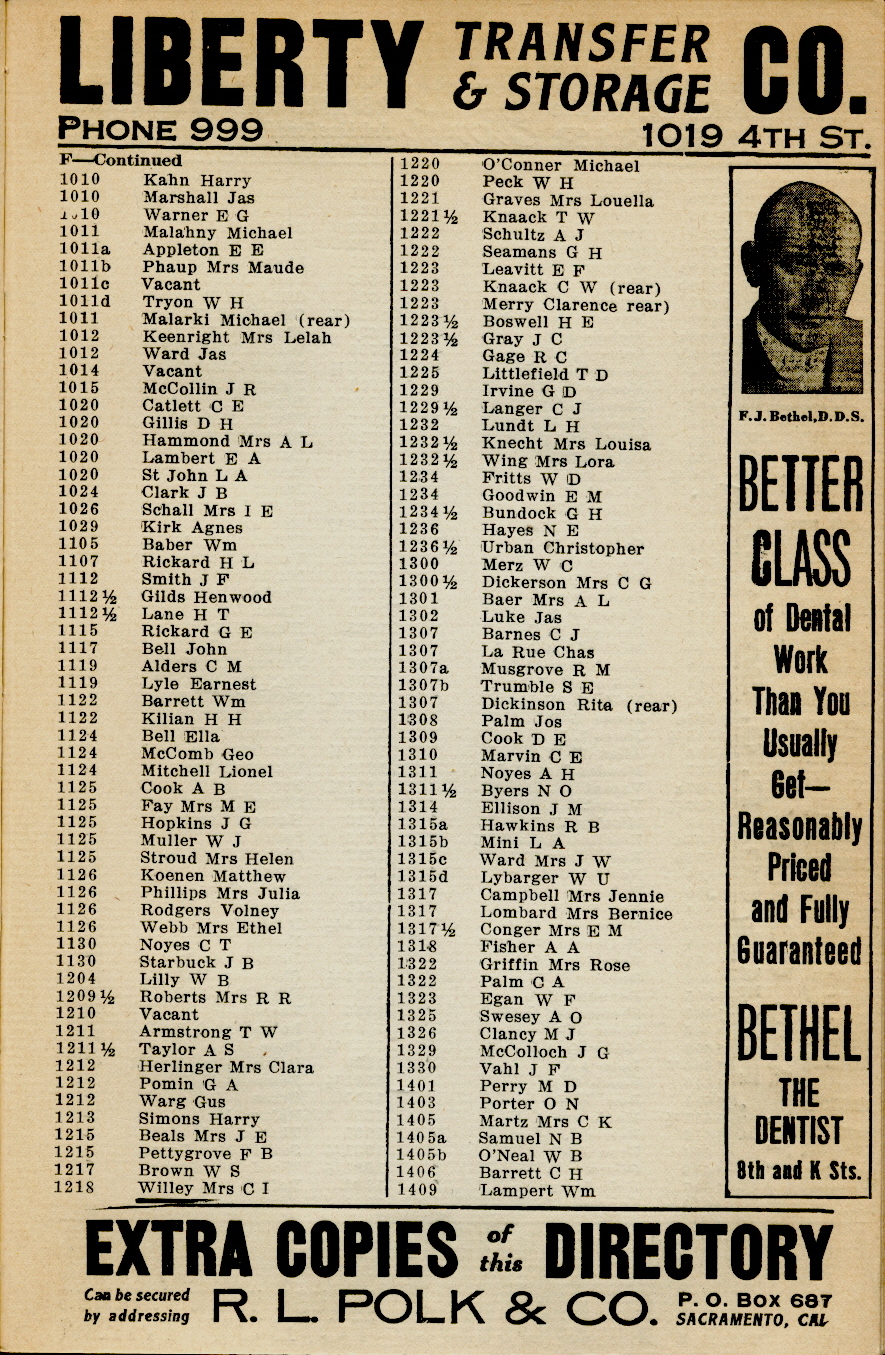 LIBERTY TRANSFER & STORAGE CO.
PHONE 999 1019 4TH ST.
F—Continued
1010 Kahn Harry
1010 Marshall Jas
1010 Warner E G
1011 Malahny Michael
1011a Appleton E E
1011b Phaup Mrs Maude
1011c Vacant
1011d Tryon W H
1011 Malarki Michael (rear)
1012 Keenright Mrs Lelah
1012 Ward Jas
1014 Vacant
1015 McCollin J R
1020 Catlett C E
1020 Gillis D H
1020 Hammond Mrs A L
1020 Lambert E A
1020 St John L A
1024 Clark J B
1026 Schall Mrs I E
1029 Kirk Agnes
1105 Baber Wm
1107 Rickard H L
1112 Smith J F
1112½ Gilds Henwood
1112½ Lane H T
1115 Rickard G E
1117 Bell John
1119 Alders C M
1119 Lyle Earnest
1122 Barrett Wm
1122 Kilian H H
1124 Bell Ella
1124 McComb Geo
1124 Mitchell Lionel
1125 Cook A B
1125 Fay Mrs M E
1125 Hopkins J G
1125 Muller W J
1125 Stroud Mrs Helen
1126 Koenen Matthew
1126 Phillips Mrs Julia
1126 Rodgers Volney
1126 Webb Mrs Ethel
1130 Noyes C T
1130 Starbuck J B
1204 Lilly W B
1209½ Roberts Mrs R R
1210 Vacant
1211 Armstrong T W
1211½ Taylor A S
1212 Herlinger Mrs Clara
1212 Pomin G A
1212 Warg Gus
1213 Simons Harry
1215 Beals Mrs J E
1215 Pettygrove F B
1217 Brown W S
1218 Willey Mrs C I
1220 O'Conner Michael
1220 Peck W H
1221 Graves Mrs Louella
1221½ Knaack T W
1222 Schultz A J
1222 Seamans G H
1223 Leavitt E F
1223 Knaack C W (rear)
1223 Merry Clarence rear)
1223½ Boswell H E
1223½ Gray J C
1224 Gage R C
1225 Littlefield T D
1229 Irvine G D
1229½ Langer C J
1232 Lundt L H
1232½ Knecht Mrs Louisa
1232½ Wing Mrs Lora
1234 Fritts W D
1234 Goodwin E M
1234½ Bundock G H
1236 Hayes N E
1236½ Urban Christopher
1300 Merz W C
1300½ Dickerson Mrs C G
1301 Baer Mrs A L
1302 Luke Jas
1307 Barnes C J
1307 La Rue Chas
1307a Musgrove R M
1307b Trumble S E
1307 Dickinson Rita (rear)
1308 Palm Jos
1309 Cook D E
1310 Marvin C E
1311 Noyes A H
1311½ Byers N O
1314 Ellison J M
1315a Hawkins R B
1315b Mini L A
1315c Ward Mrs J W
1315d Lybarger W U
1317 Campbell Mrs Jennie
1317 Lombard Mrs Bernice
1317½ Conger Mrs E M
1318 Fisher A A
1322 Griffin Mrs Rose
1322 Palm C A
1323 Egan W F
1325 Swesey A O
1326 Clancy M J
1329 McColloch J G
1330 Vahl J F
1401 Perry M D
1403 Porter O N
1405 Martz Mrs C K
1405a Samuel N B
1405b O'Neal W B
1406 Barrett C H
1409 Lampert Wm
F.J.Bethel,D.D.S.
BETTER
CLASS
of Dental
Work
Than You
Usually
Get—
Reasonably
Priced
and Fully
Guaranteed
BETHEL
THE
DENTIST
8th and K Sts.
EXTRA COPIES of this DIRECTORY
Can be secured by addressing R. L. POLK & CO. P. O. BOX 687
SACRAMENTO, CAL